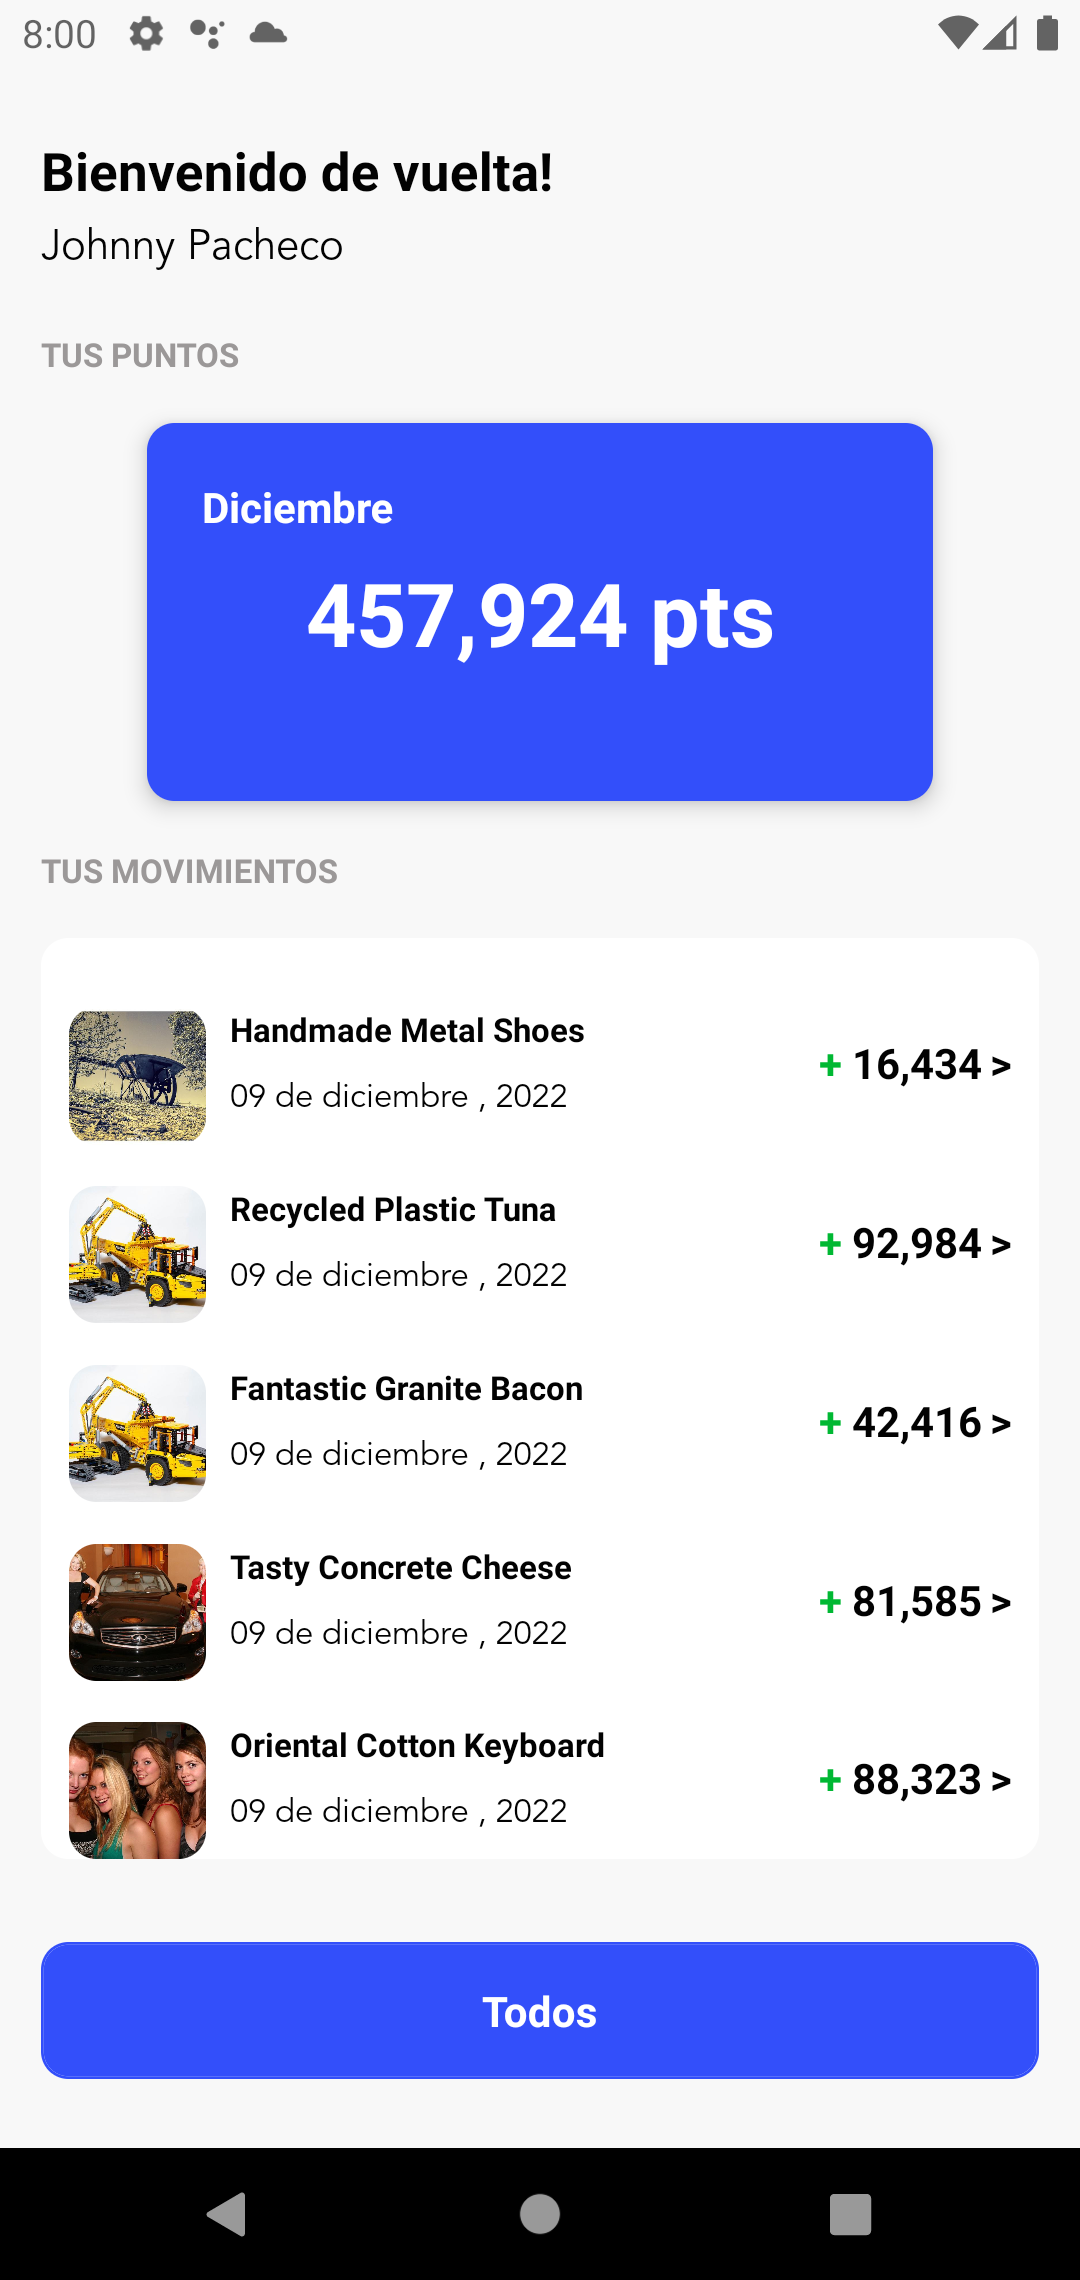 8:00
Bienvenido de vuelta!
Johnny Pacheco
TUS PUNTOS
Diciembre
457,924 pts
TUS MOVIMIENTOS
Handmade Metal Shoes
09 de diciembre , 2022
+ 16,434 >
Recycled Plastic Tuna
09 de diciembre , 2022
+ 92,984 >
Fantastic Granite Bacon
09 de diciembre , 2022
+ 42,416 >
Tasty Concrete Cheese
09 de diciembre , 2022
+ 81,585 >
Oriental Cotton Keyboard
09 de diciembre , 2022
+ 88,323 >
Todos